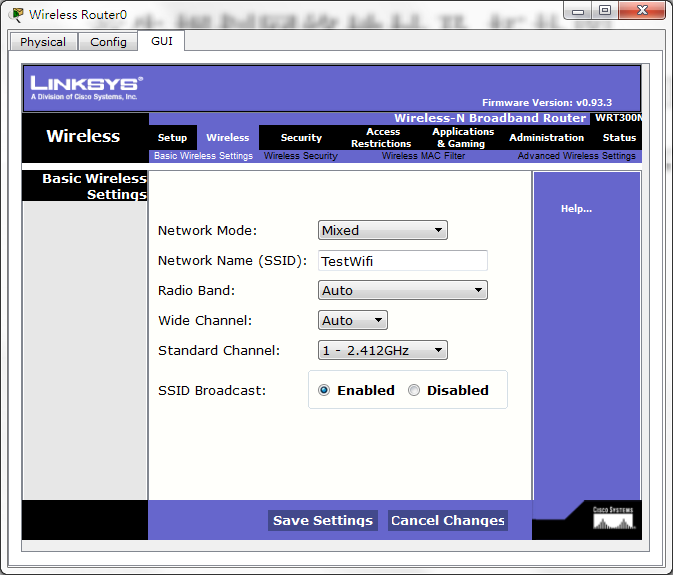 Wireless Router0
Physical Config GUI
LINKSYS®
A Division of Cisco Systems, Inc.
Firmware Version: v0.93.3
Wireless-N Broadband Router WRT300N
Wireless
Setup Wireless Security Access Restrictions Applications & Gaming Administration Status
Basic Wireless Settings Wireless Security Wireless MAC Filter Advanced Wireless Settings
Basic Wireless
Settings
Help...
Network Mode: Mixed
Network Name (SSID): TestWifi
Radio Band: Auto
Wide Channel: Auto
Standard Channel: 1 - 2.412GHz
SSID Broadcast: Enabled Disabled
Save Settings Cancel Changes
CISCO SYSTEMS